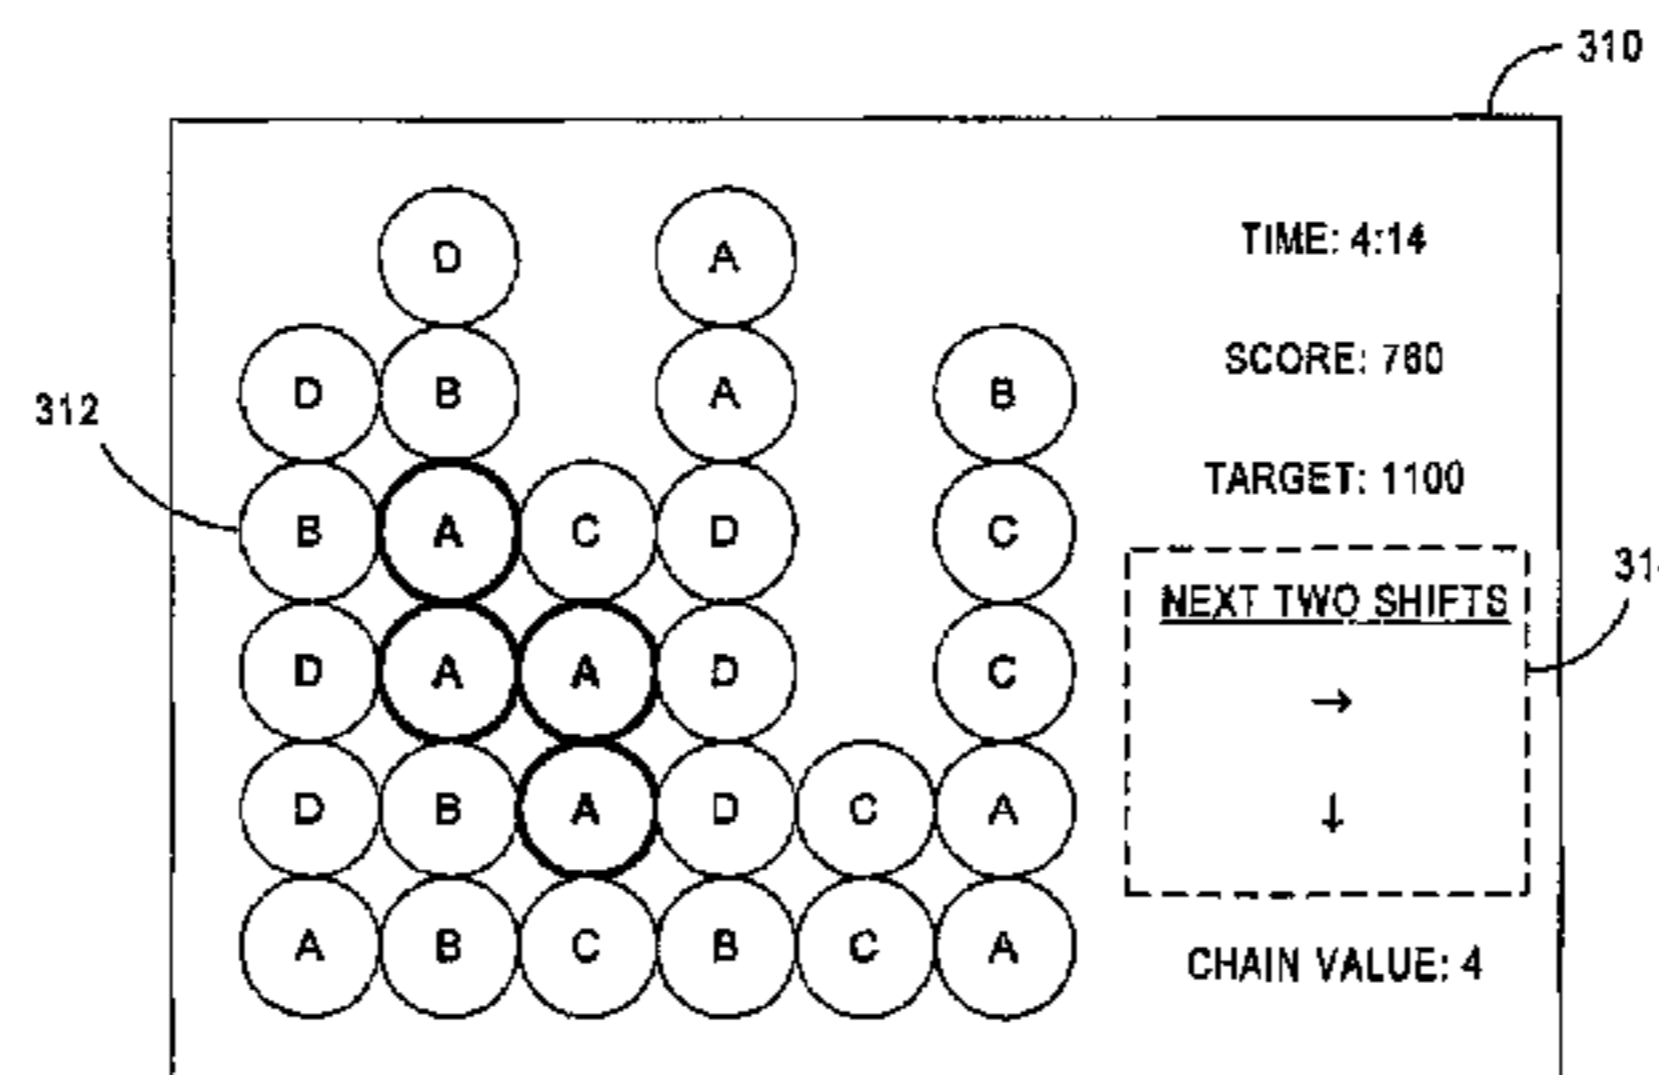 310
D A TIME: 4:14
D B A B SCORE: 760
312
B A C D C TARGET: 1100
NEXT TWO SHIFTS
D A A D C →
D B A D C A ↓
A B C B C A CHAIN VALUE: 4